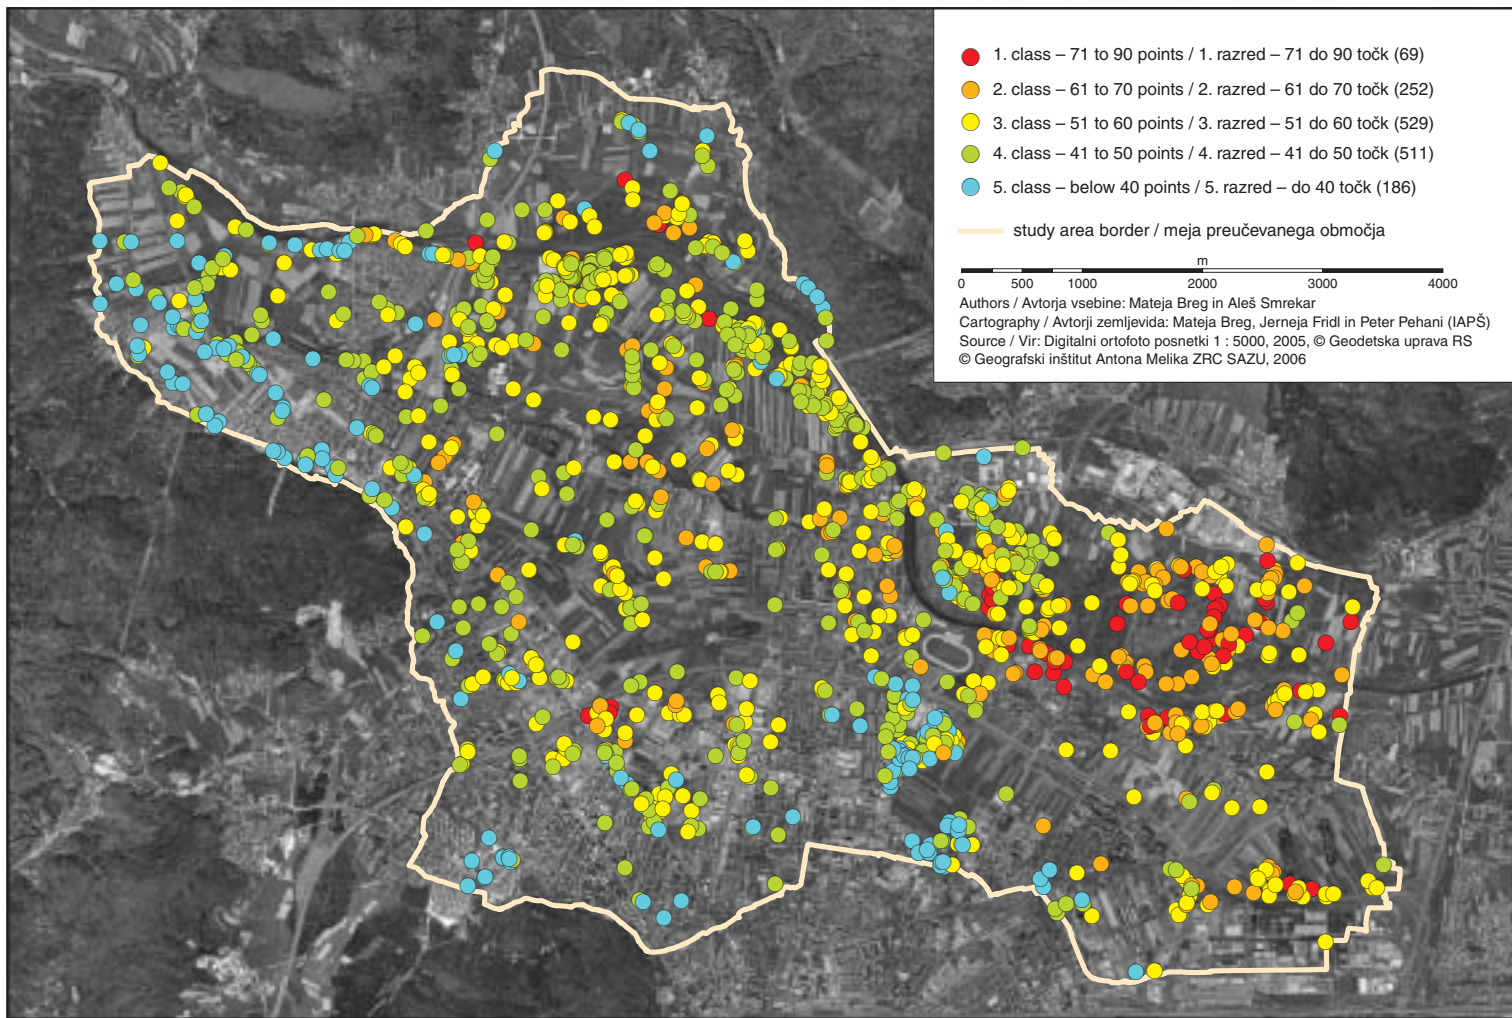 1. class – 71 to 90 points / 1. razred – 71 do 90 točk (69)
2. class – 61 to 70 points / 2. razred – 61 do 70 točk (252)
3. class – 51 to 60 points / 3. razred – 51 do 60 točk (529)
4. class – 41 to 50 points / 4. razred – 41 do 50 točk (511)
5. class – below 40 points / 5. razred – do 40 točk (186)
study area border / meja preučevanega območja
m
0 500 1000 2000 3000 4000
Authors / Avtorja vsebine: Mateja Breg in Aleš Smrekar
Cartography / Avtorji zemljevida: Mateja Breg, Jerneja Fridl in Peter Pehani (IAPŠ)
Source / Vir: Digitalni ortofoto posnetki 1 : 5000, 2005, © Geodetska uprava RS
© Geografski inštitut Antona Melika ZRC SAZU, 2006